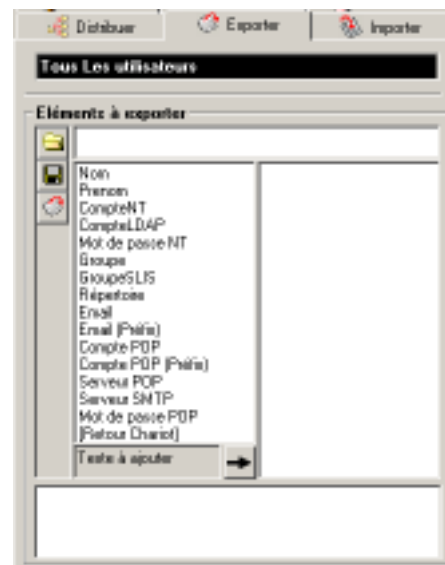 Distribuer
Exporter
Importer
Tous Les utilisateurs
Eléments à exporter
Nom
Prenom
CompteNT
CompteLDAP
Mot de passe NT
Groupe
GroupeSLIS
Répertoire
Email
Email (Préfix)
Compte POP
Compte POP (Préfix)
Serveur POP
Serveur SMTP
Mot de passe POP
[Retour Chariot]
Texte à ajouter